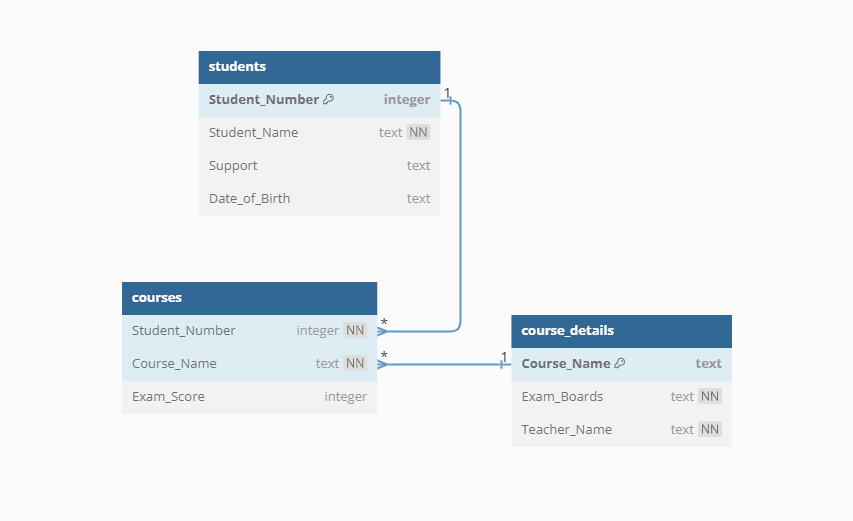 students
1
Student_Number integer
Student_Name text NN
Support text
Date_of_Birth text
courses
*
Student_Number integer NN
*
Course_Name text NN
Exam_Score integer
course_details
1
Course_Name text
Exam_Boards text NN
Teacher_Name text NN